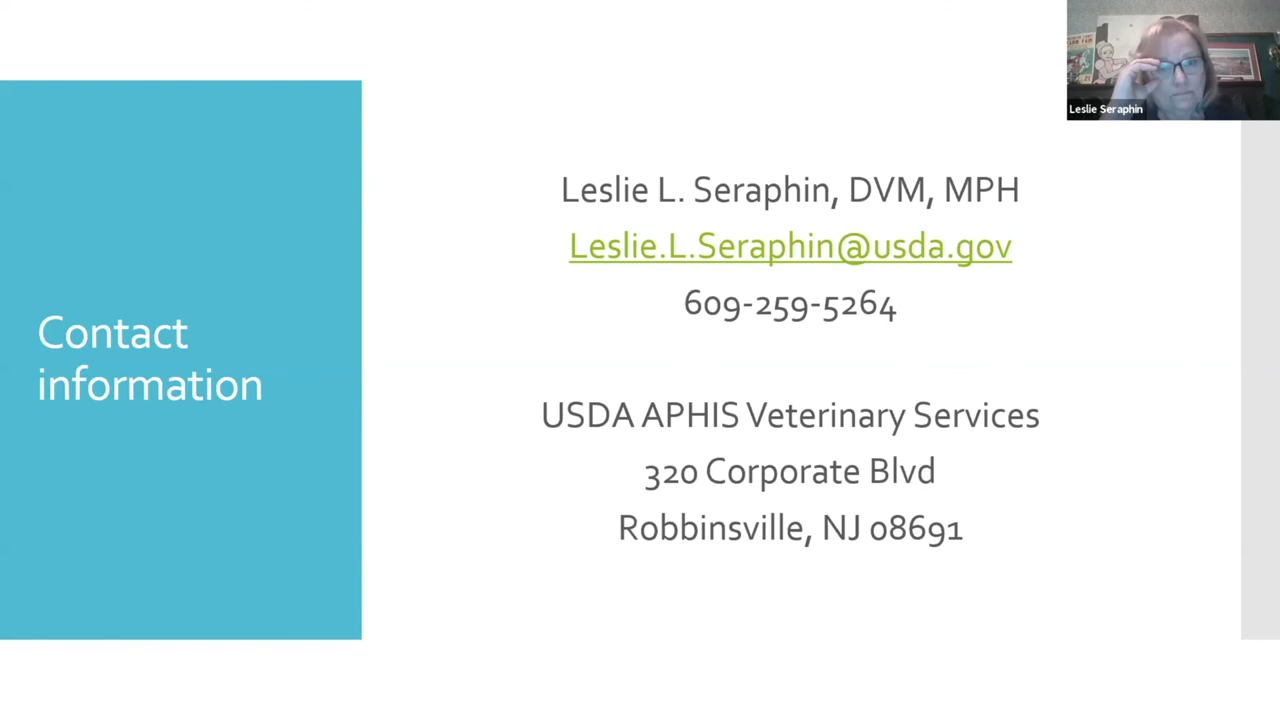 Leslie Seraphin
Leslie L. Seraphin, DVM, MPH
Leslie.L.Seraphin@usda.gov
609-259-5264
Contact
information
USDA APHIS Veterinary Services
320 Corporate Blvd
Robbinsville, NJ 08691